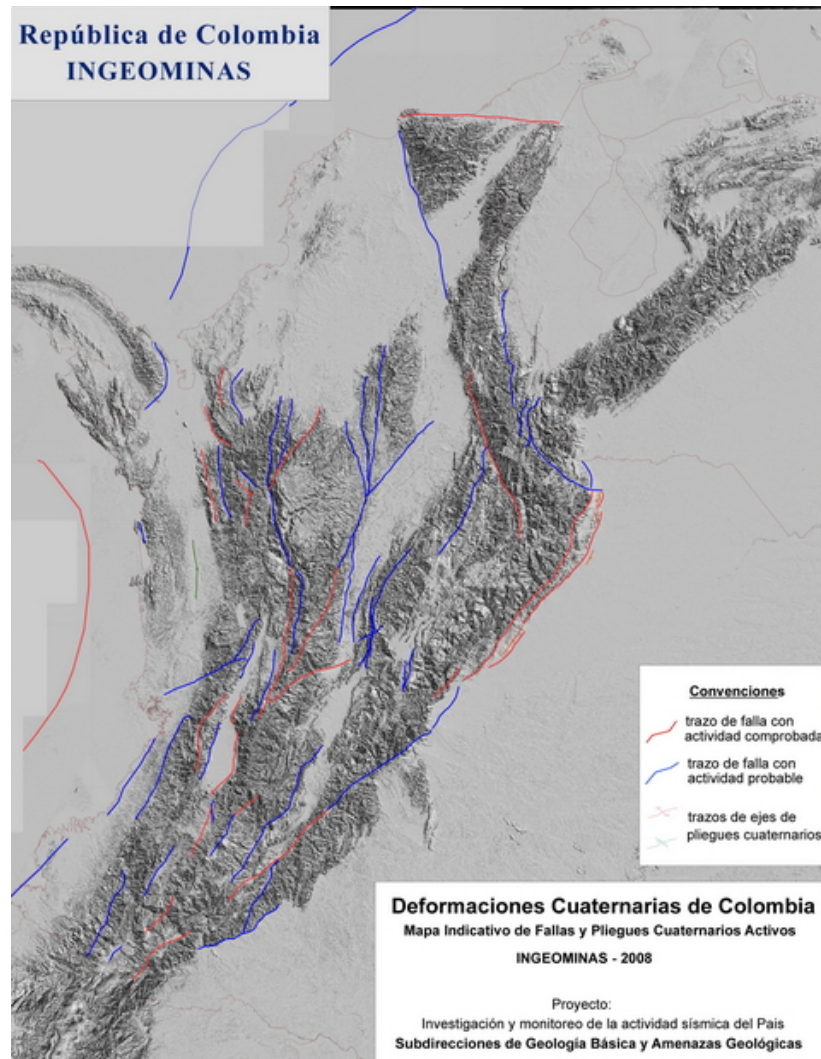 República de Colombia
INGEOMINAS
Convenciones
trazo de falla con
actividad comprobada
trazo de falla con
actividad probable
trazos de ejes de
pliegues cuaternarios
Deformaciones Cuaternarias de Colombia
Mapa Indicativo de Fallas y Pliegues Cuaternarios Activos
INGEOMINAS - 2008
Proyecto:
Investigación y monitoreo de la actividad sísmica del Pais
Subdirecciones de Geología Básica y Amenazas Geológicas